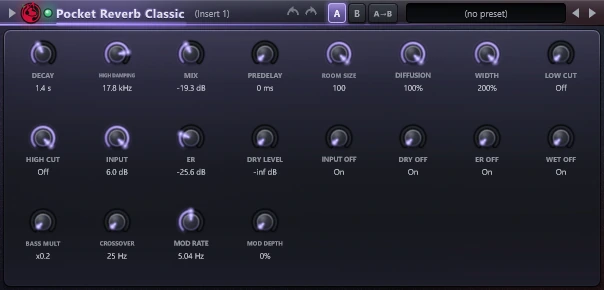 Pocket Reverb Classic (Insert 1) A B A→B (no preset)
DECAY HIGH DAMPING MIX PREDELAY ROOM SIZE DIFFUSION WIDTH LOW CUT
1.4 s 17.8 kHz -19.3 dB 0 ms 100 100% 200% Off
HIGH CUT INPUT ER DRY LEVEL INPUT OFF DRY OFF ER OFF WET OFF
Off 6.0 dB -25.6 dB -inf dB On On On On
BASS MULT CROSSOVER MOD RATE MOD DEPTH
x0.2 25 Hz 5.04 Hz 0%